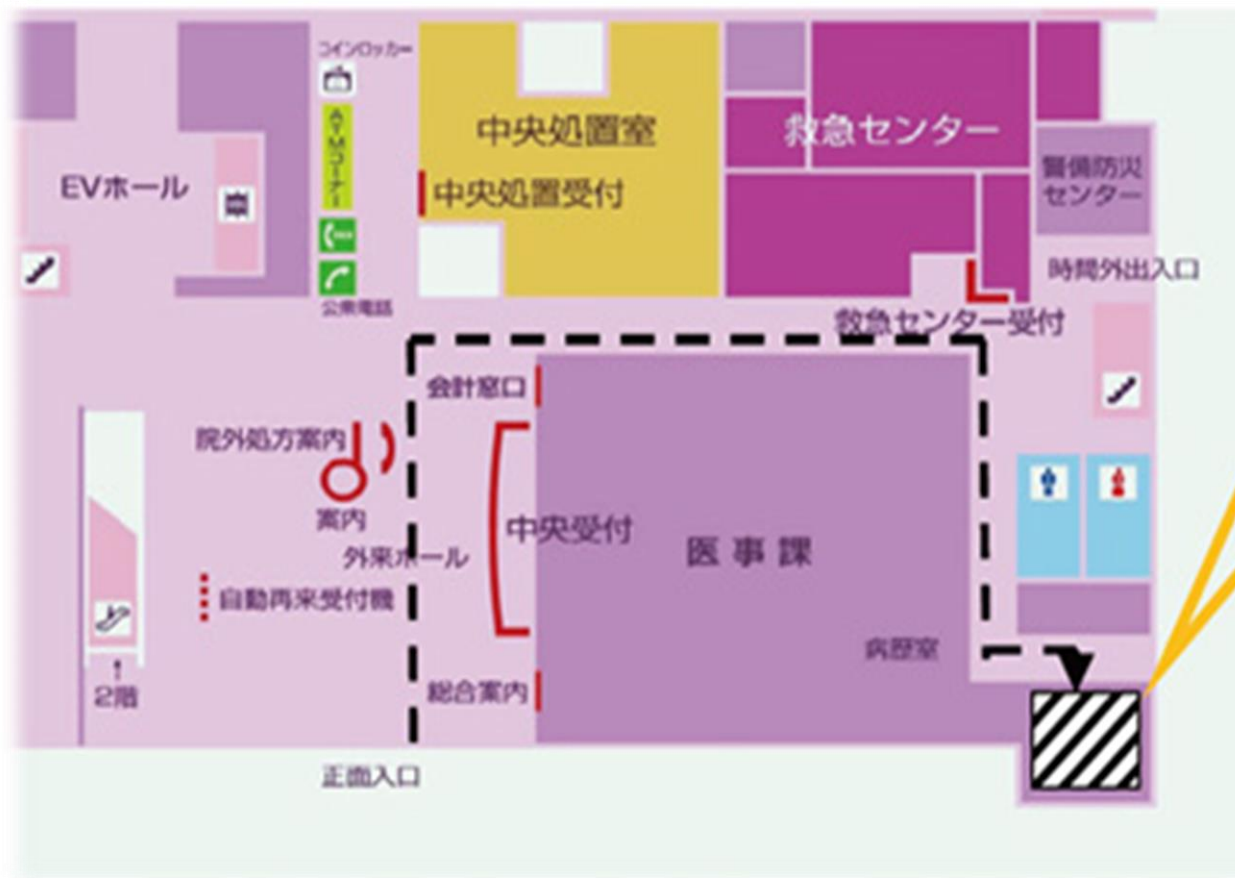 コインロッカー
ATMコーナー
公衆電話
EVホール
中央処置室
中央処置受付
救急センター
警備防災
センター
時間外出入口
救急センター受付
会計窓口
院外処方案内
案内
中央受付
外来ホール
医事課
自動再来受付機
病歴室
総合案内
↑
2階
正面入口